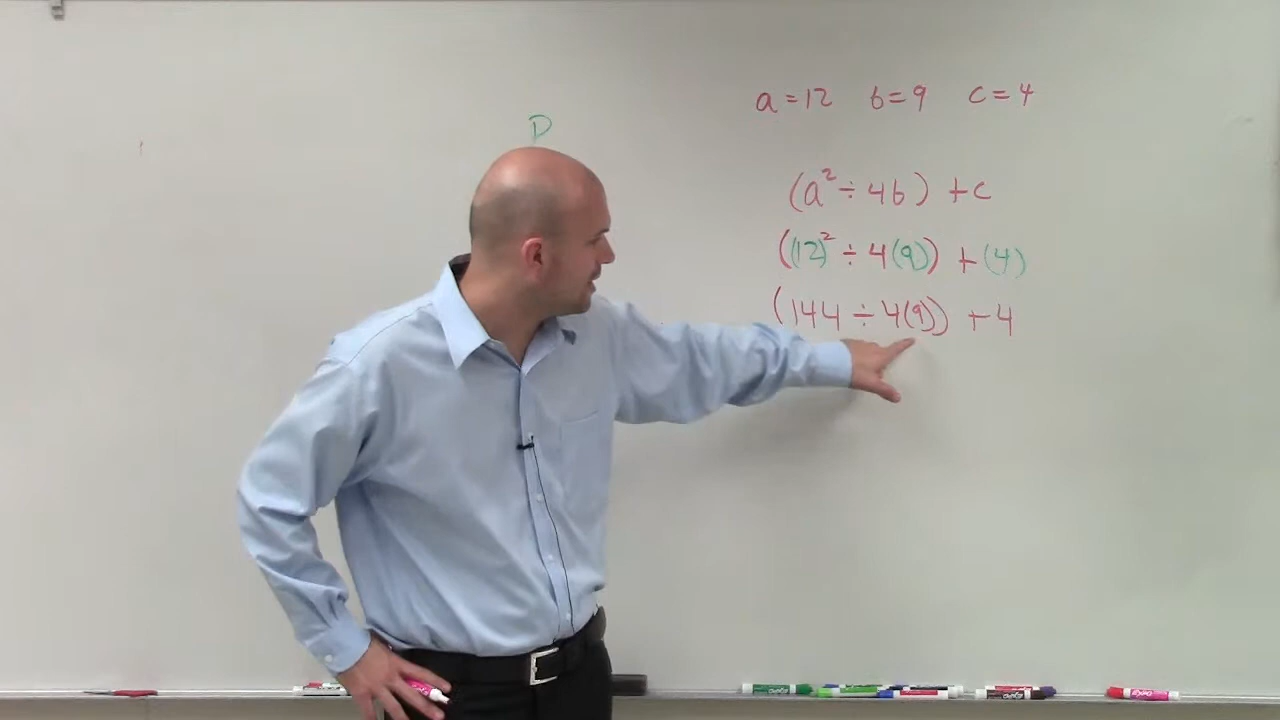 a=12 b=9 c=4
D
(a²÷4b)+c
((12)²÷4(9))+(4)
(144÷4(9))+4